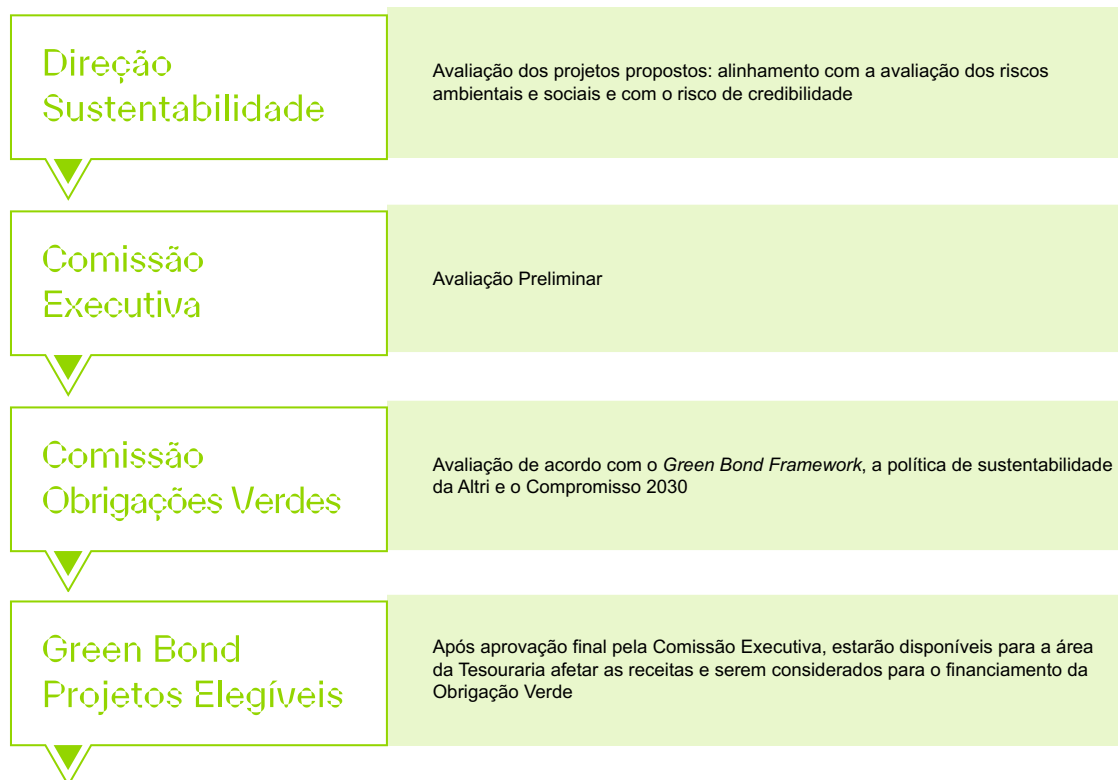 Direção
Sustentabilidade
Avaliação dos projetos propostos: alinhamento com a avaliação dos riscos
ambientais e sociais e com o risco de credibilidade
Comissão
Executiva
Avaliação Preliminar
Comissão
Obrigações Verdes
Avaliação de acordo com o Green Bond Framework, a política de sustentabilidade
da Altri e o Compromisso 2030
Green Bond
Projetos Elegíveis
Após aprovação final pela Comissão Executiva, estarão disponíveis para a área
da Tesouraria afetar as receitas e serem considerados para o financiamento da
Obrigação Verde